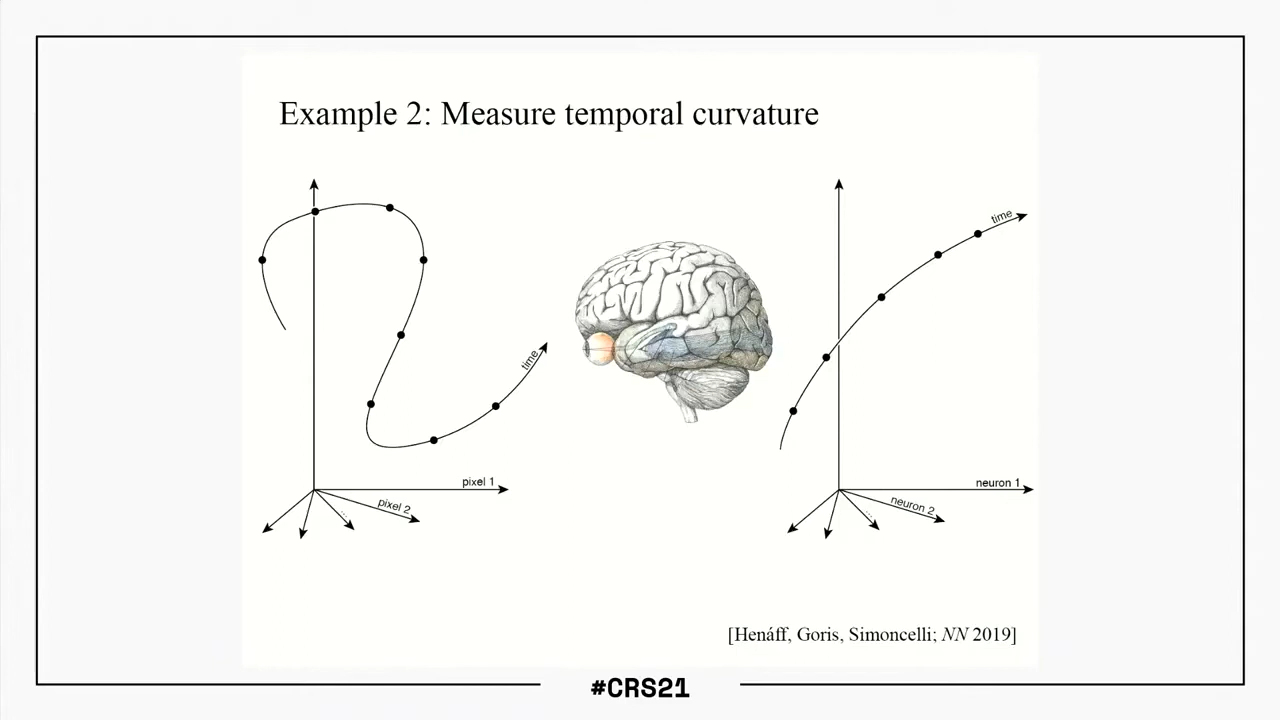 Example 2: Measure temporal curvature
time
pixel 1
pixel 2
...
time
neuron 1
neuron 2
...
[Henáff, Goris, Simoncelli; NN 2019]
#CRS21